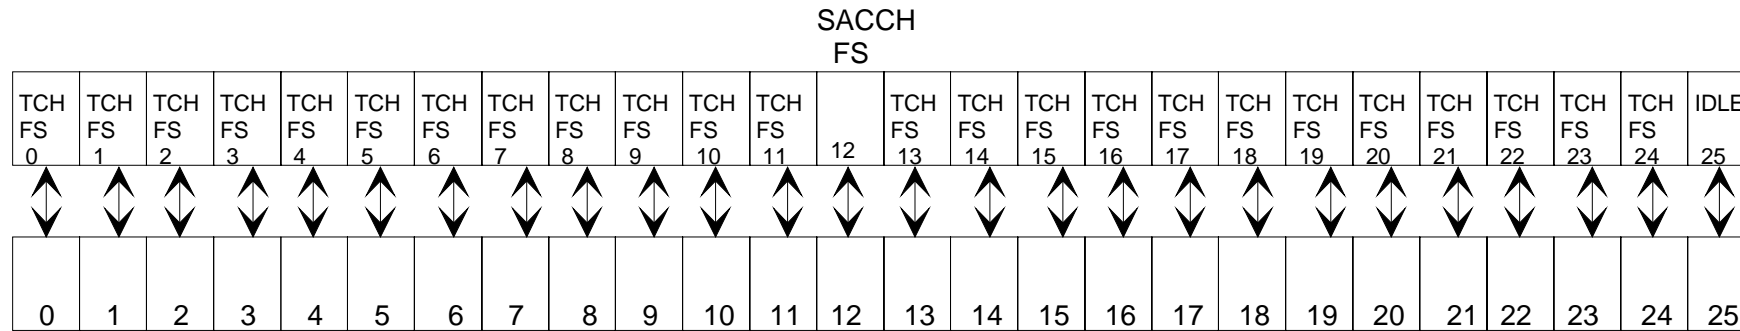 SACCH
FS
TCH TCH TCH TCH TCH TCH TCH TCH TCH TCH TCH TCH TCH TCH TCH TCH TCH TCH TCH TCH TCH TCH TCH TCH IDLE
FS FS FS FS FS FS FS FS FS FS FS FS FS FS FS FS FS FS FS FS FS FS FS FS
0 1 2 3 4 5 6 7 8 9 10 11 12 13 14 15 16 17 18 19 20 21 22 23 24 25
0 1 2 3 4 5 6 7 8 9 10 11 12 13 14 15 16 17 18 19 20 21 22 23 24 25